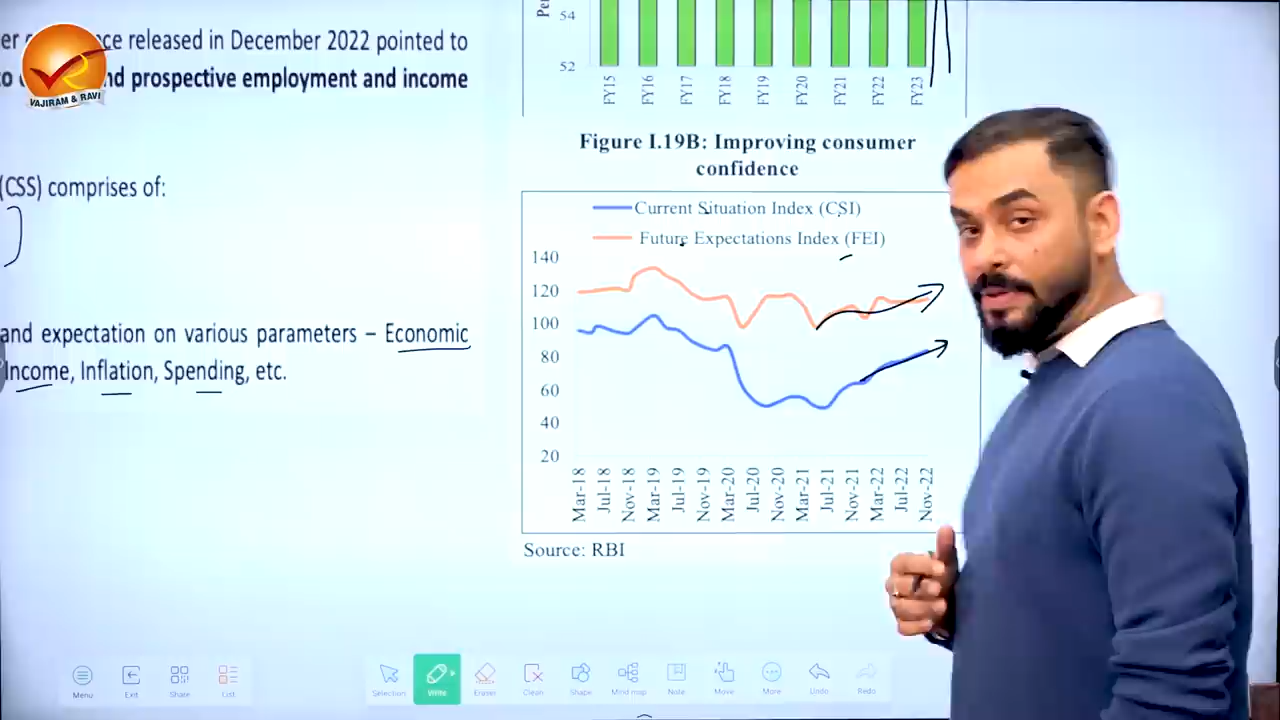 er ce released in December 2022 pointed to
nd prospective employment and income
VAJIRAM & RAVI
(CSS) comprises of:
and expectation on various parameters – Economic
Income, Inflation, Spending, etc.
54
52
FY15
FY16
FY17
FY18
FY19
FY20
FY21
FY22
FY23
Figure I.19B: Improving consumer
confidence
Current Situation Index (CSI)
Future Expectations Index (FEI)
140
120
100
80
60
40
20
Mar-18
Jul-18
Nov-18
Mar-19
Jul-19
Nov-19
Mar-20
Jul-20
Nov-20
Mar-21
Jul-21
Nov-21
Mar-22
Jul-22
Nov-22
Source: RBI
Menu
Exit
Share
List
Selection
Write
Eraser
Clean
Shape
Mind map
Note
Move
More
Undo
Redo